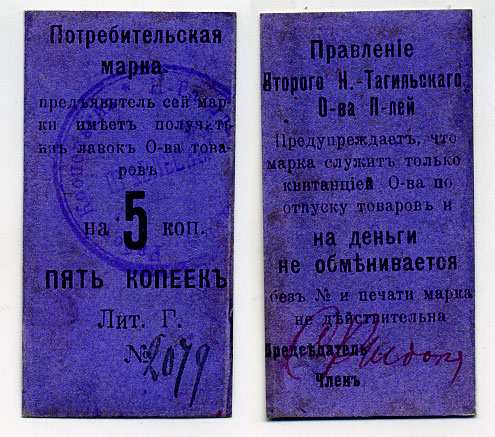 Потребительская
марка.
предъявитель сей мар-
ки имѣетъ получить
изъ лавокъ О-ва това-
ровъ
на 5 коп.
ПЯТЬ КОПЕЕКЪ
Лит. Г.
№ 2079
Правленіе
Второго Н.-Тагильскаго
О-ва П-лей
Предупреждаетъ, что
марка служитъ только
квитанціей О-ва по
отпуску товаровъ и
на деньги
не обмѣнивается
безъ № и печати марка
не дѣйствительна
Предсѣдатель
Членъ